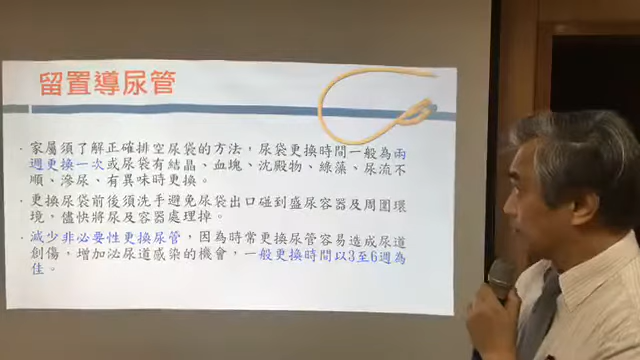 留置導尿管
· 家屬須了解正確排空尿袋的方法，尿袋更換時間一般為兩
週更換一次或尿袋有結晶、血塊、沈殿物、綠藻、尿流不
順、滲尿、有異味時更換。
· 更換尿袋前後須洗手避免尿袋出口碰到盛尿容器及周圍環
境，儘快將尿及容器處理掉。
· 減少非必要性更換尿管，因為時常更換尿管容易造成尿道
創傷，增加泌尿道感染的機會，一般更換時間以3至6週為
佳。